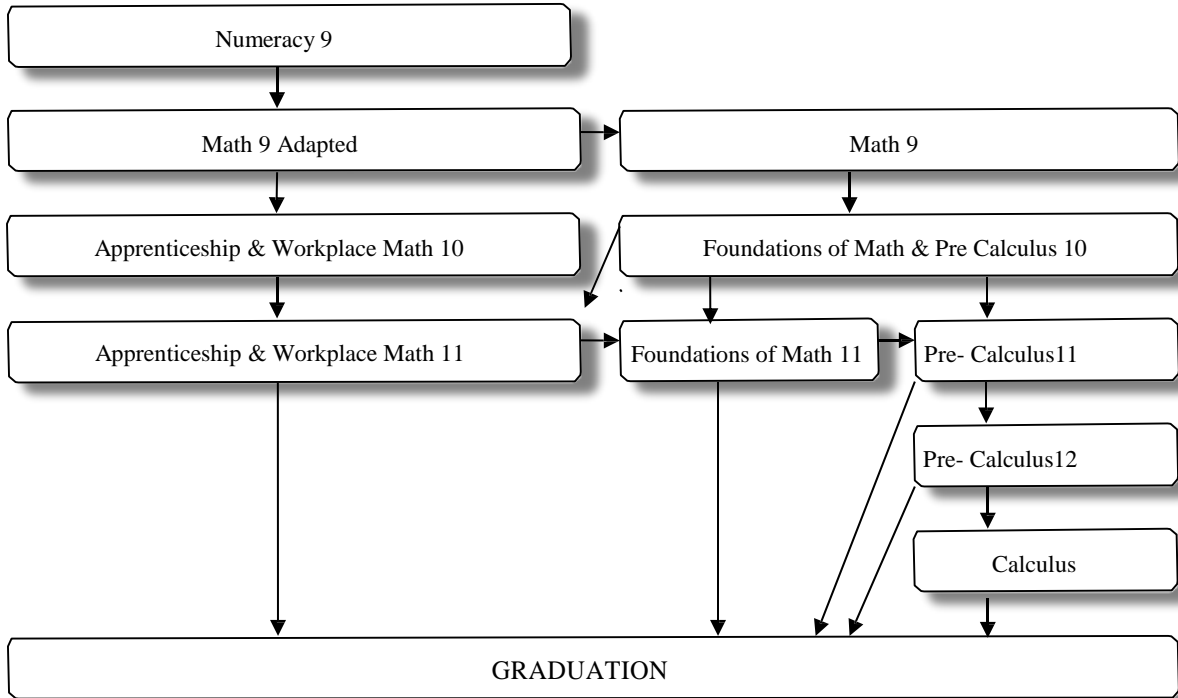 Numeracy 9
Math 9 Adapted
Math 9
Apprenticeship & Workplace Math 10
Foundations of Math & Pre Calculus 10
Apprenticeship & Workplace Math 11
Foundations of Math 11
Pre- Calculus11
Pre- Calculus12
Calculus
GRADUATION